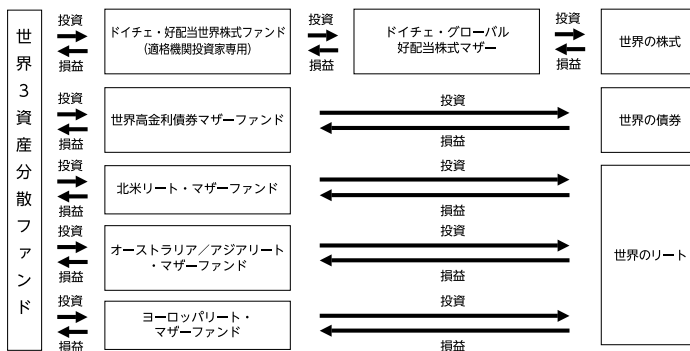 世界３資産分散ファンド
投資
損益
ドイチェ・好配当世界株式ファンド
（適格機関投資家専用）
投資
損益
ドイチェ・グローバル
好配当株式マザー
投資
損益
世界の株式
投資
損益
世界高金利債券マザーファンド
投資
損益
世界の債券
投資
損益
北米リート・マザーファンド
投資
損益
世界のリート
投資
損益
オーストラリア／アジアリート
・マザーファンド
投資
損益
投資
損益
ヨーロッパリート・
マザーファンド
投資
損益